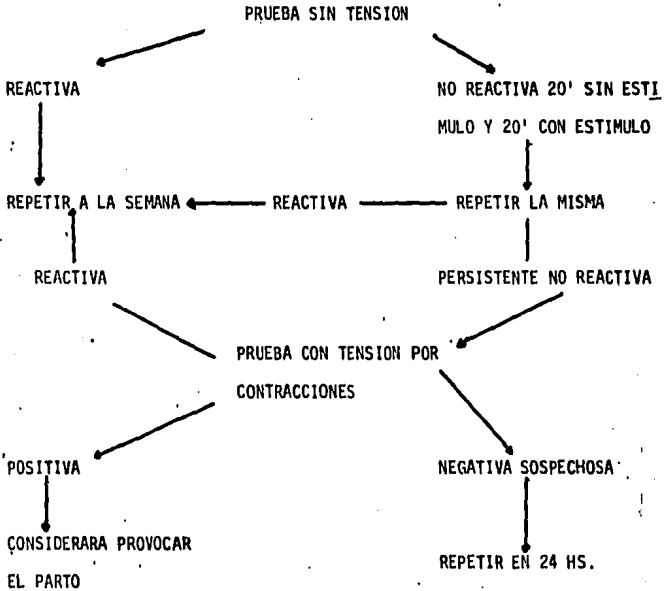 PRUEBA SIN TENSION
REACTIVA
NO REACTIVA 20' SIN ESTI
MULO Y 20' CON ESTIMULO
REPETIR A LA SEMANA
REACTIVA
REPETIR LA MISMA
REACTIVA
PERSISTENTE NO REACTIVA
PRUEBA CON TENSION POR
CONTRACCIONES
POSITIVA
NEGATIVA SOSPECHOSA
CONSIDERARA PROVOCAR
EL PARTO
REPETIR EN 24 HS.